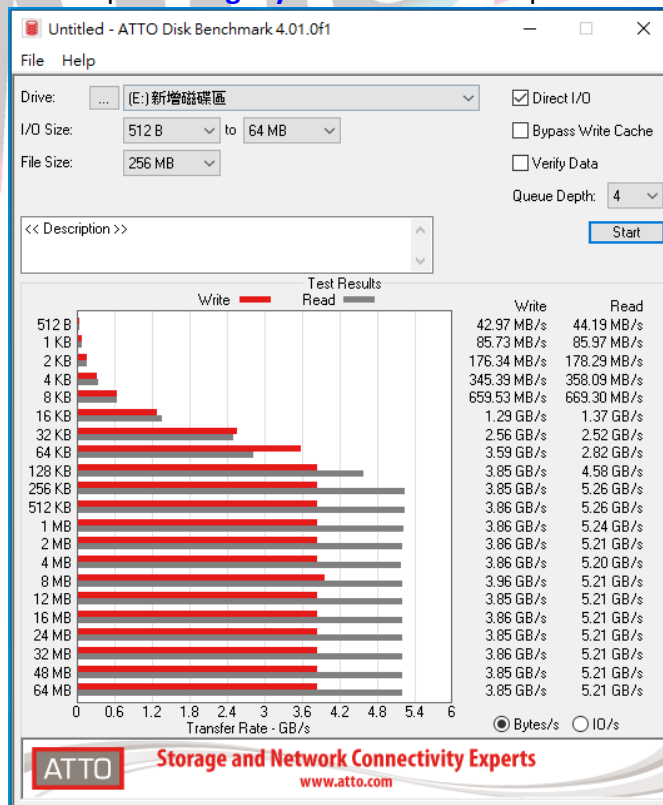 Untitled - ATTO Disk Benchmark 4.01.0f1
File Help
Drive: ... (E:)新增磁碟區 Direct I/O
I/O Size: 512 B to 64 MB Bypass Write Cache
File Size: 256 MB Verify Data
Queue Depth: 4
<< Description >> Start
Test Results
Write Read Write Read
512 B 42.97 MB/s 44.19 MB/s
1 KB 85.73 MB/s 85.97 MB/s
2 KB 176.34 MB/s 178.29 MB/s
4 KB 345.39 MB/s 358.09 MB/s
8 KB 659.53 MB/s 669.30 MB/s
16 KB 1.29 GB/s 1.37 GB/s
32 KB 2.56 GB/s 2.52 GB/s
64 KB 3.59 GB/s 2.82 GB/s
128 KB 3.85 GB/s 4.58 GB/s
256 KB 3.85 GB/s 5.26 GB/s
512 KB 3.86 GB/s 5.26 GB/s
1 MB 3.86 GB/s 5.24 GB/s
2 MB 3.86 GB/s 5.21 GB/s
4 MB 3.86 GB/s 5.20 GB/s
8 MB 3.96 GB/s 5.21 GB/s
12 MB 3.85 GB/s 5.21 GB/s
16 MB 3.86 GB/s 5.21 GB/s
24 MB 3.85 GB/s 5.21 GB/s
32 MB 3.86 GB/s 5.21 GB/s
48 MB 3.85 GB/s 5.21 GB/s
64 MB 3.85 GB/s 5.21 GB/s
0 0.6 1.2 1.8 2.4 3 3.6 4.2 4.8 5.4 6
Transfer Rate - GB/s Bytes/s IO/s
ATTO Storage and Network Connectivity Experts
www.atto.com